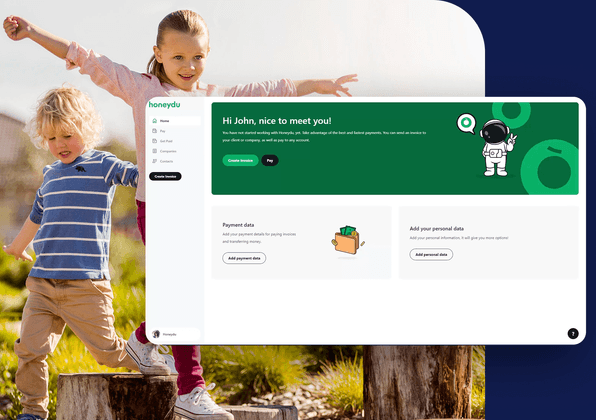 honeydu
Home
Pay
Get Paid
Companies
Contacts
Create Invoice
Hi John, nice to meet you!
You have not started working with Honeydu, yet. Take advantage of the best and fastest payments. You can send an invoice to
your client or company, as well as pay to any account.
Create Invoice
Pay
Payment data
Add your payment details for paying invoices
and transferring money.
Add payment data
Add your personal data
Add your personal information. It will give you more options!
Add personal data
Honeydu
?